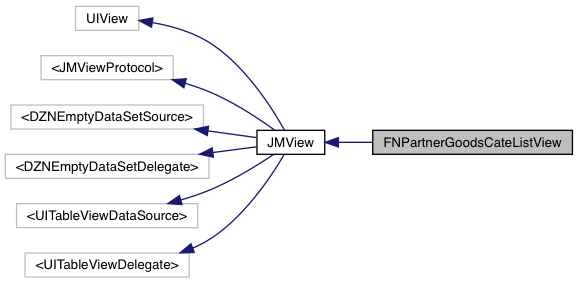 UIView
<JMViewProtocol>
<DZNEmptyDataSetSource>
<DZNEmptyDataSetDelegate>
<UITableViewDataSource>
<UITableViewDelegate>
JMView
FNPartnerGoodsCateListView